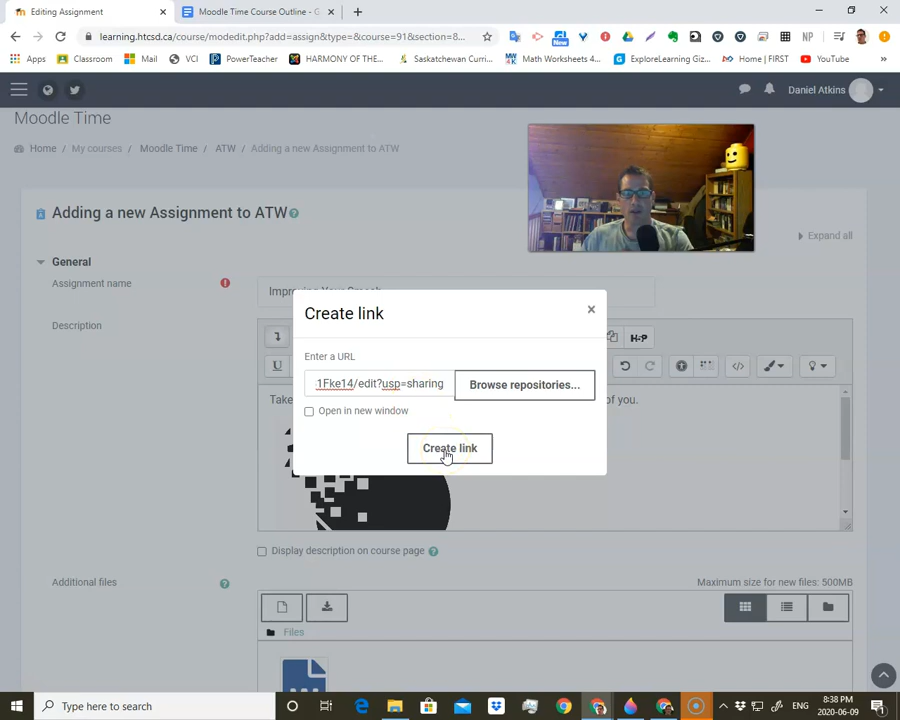 Editing Assignment
Moodle Time Course Outline - G
learning.htcsd.ca/course/modedit.php?add=assign&type=&course=91&section=8...
New
NP
Apps
Classroom
Mail
VCI
PowerTeacher
HARMONY OF THE...
Saskatchewan Curri...
Math Worksheets 4...
ExploreLearning Giz...
Home | FIRST
YouTube
Daniel Atkins
Moodle Time
Home / My courses / Moodle Time / ATW / Adding a new Assignment to ATW
Adding a new Assignment to ATW
Expand all
General
Assignment name
Create link
Description
H-P
Enter a URL
1Fke14/edit?usp=sharing
Browse repositories...
U
Take
of you.
Open in new window
Create link
Display description on course page
Additional files
Maximum size for new files: 500MB
Files
Type here to search
ENG
8:38 PM
2020-06-09
1